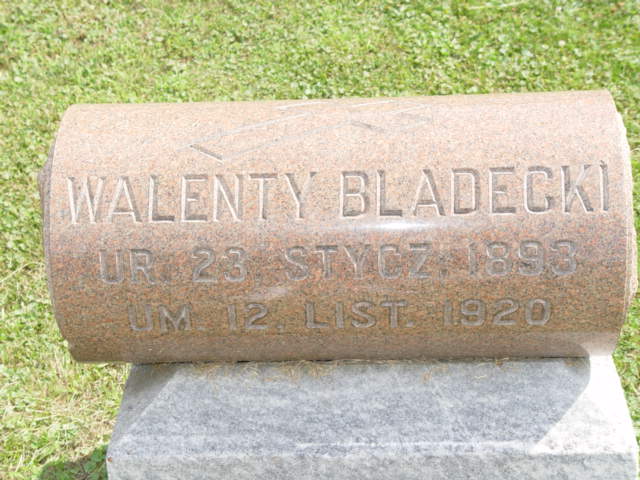 WALENTY BLADECKI
UR. 23. STYCZ. 1893
UM. 12. LIST. 1920